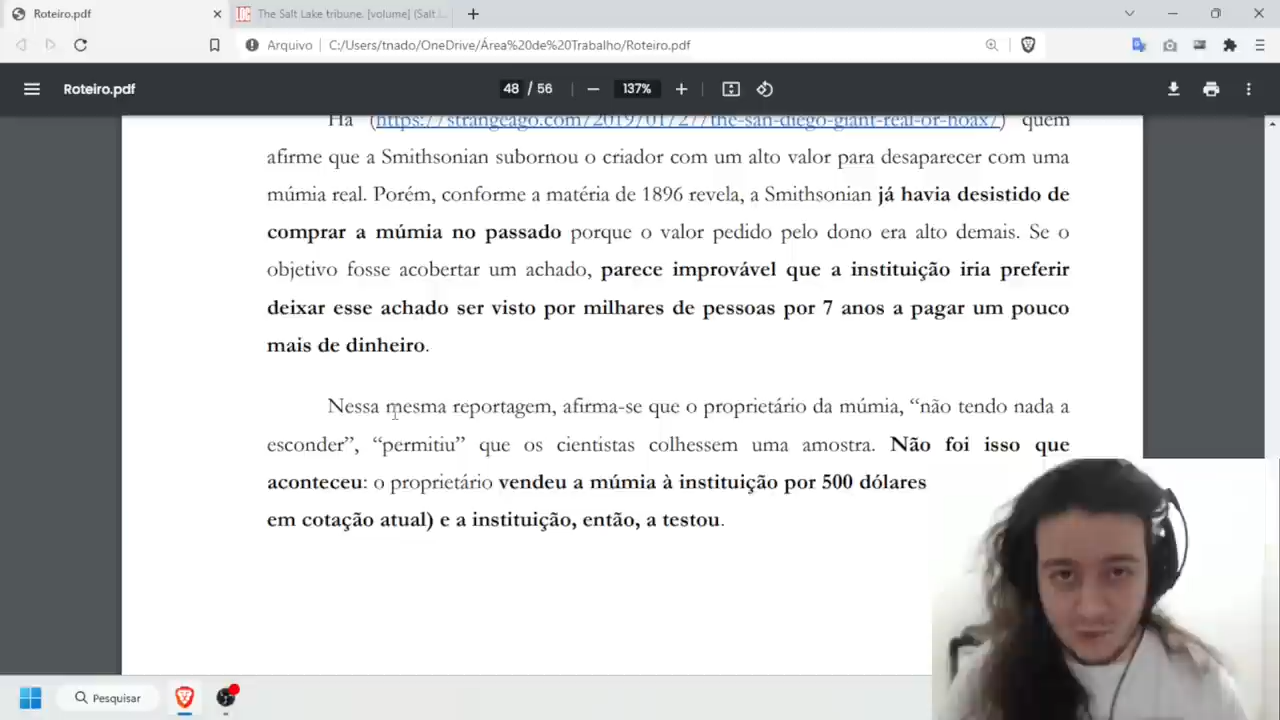 Roteiro.pdf
The Salt Lake tribune. [volume] (Salt L
Arquivo C:/Users/tnado/OneDrive/Área%20de%20Trabalho/Roteiro.pdf
Roteiro.pdf 48 / 56 137%
Há (https://strangeago.com/2019/01/27/the-san-diego-giant-real-or-hoax/) quem
afirme que a Smithsonian subornou o criador com um alto valor para desaparecer com uma
múmia real. Porém, conforme a matéria de 1896 revela, a Smithsonian já havia desistido de
comprar a múmia no passado porque o valor pedido pelo dono era alto demais. Se o
objetivo fosse acobertar um achado, parece improvável que a instituição iria preferir
deixar esse achado ser visto por milhares de pessoas por 7 anos a pagar um pouco
mais de dinheiro.
Nessa mesma reportagem, afirma-se que o proprietário da múmia, “não tendo nada a
esconder”, “permitiu” que os cientistas colhessem uma amostra. Não foi isso que
aconteceu: o proprietário vendeu a múmia à instituição por 500 dólares
em cotação atual) e a instituição, então, a testou.
Pesquisar